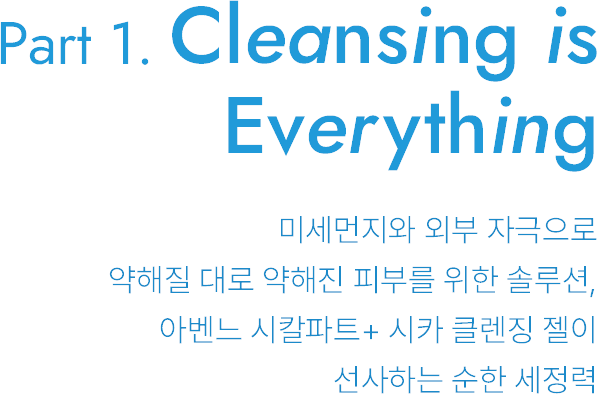 Part 1. Cleansing is
Everything
미세먼지와 외부 자극으로
약해질 대로 약해진 피부를 위한 솔루션,
아벤느 시칼파트+ 시카 클렌징 젤이
선사하는 순한 세정력